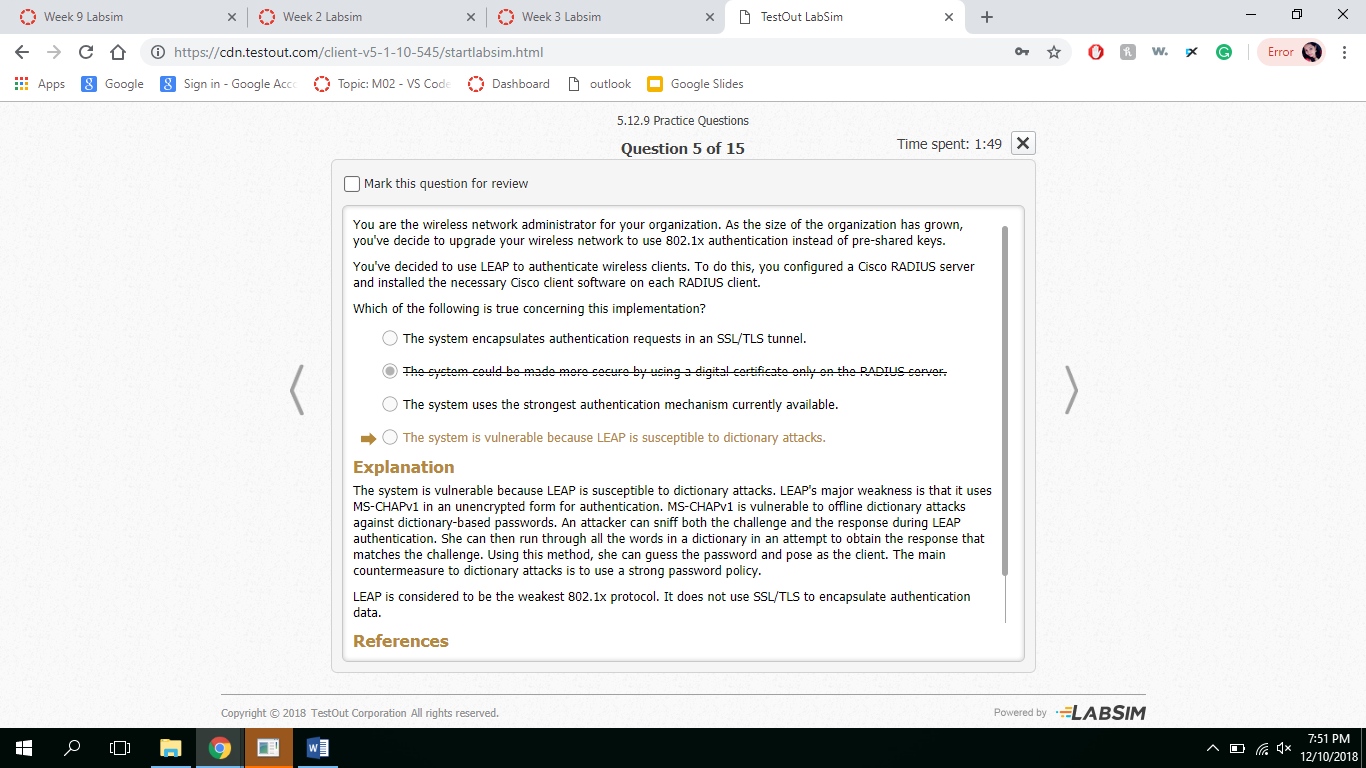 Week 9 Labsim
Week 2 Labsim
Week 3 Labsim
TestOut LabSim
https://cdn.testout.com/client-v5-1-10-545/startlabsim.html
Error
Apps
Google
Sign in - Google Acco
Topic: M02 - VS Code
Dashboard
outlook
Google Slides
5.12.9 Practice Questions
Question 5 of 15
Time spent: 1:49
Mark this question for review
You are the wireless network administrator for your organization. As the size of the organization has grown,
you've decide to upgrade your wireless network to use 802.1x authentication instead of pre-shared keys.
You've decided to use LEAP to authenticate wireless clients. To do this, you configured a Cisco RADIUS server
and installed the necessary Cisco client software on each RADIUS client.
Which of the following is true concerning this implementation?
The system encapsulates authentication requests in an SSL/TLS tunnel.
The system could be made more secure by using a digital certificate only on the RADIUS server.
The system uses the strongest authentication mechanism currently available.
The system is vulnerable because LEAP is susceptible to dictionary attacks.
Explanation
The system is vulnerable because LEAP is susceptible to dictionary attacks. LEAP's major weakness is that it uses
MS-CHAPv1 in an unencrypted form for authentication. MS-CHAPv1 is vulnerable to offline dictionary attacks
against dictionary-based passwords. An attacker can sniff both the challenge and the response during LEAP
authentication. She can then run through all the words in a dictionary in an attempt to obtain the response that
matches the challenge. Using this method, she can guess the password and pose as the client. The main
countermeasure to dictionary attacks is to use a strong password policy.
LEAP is considered to be the weakest 802.1x protocol. It does not use SSL/TLS to encapsulate authentication
data.
References
Copyright © 2018 TestOut Corporation All rights reserved.
Powered by LABSIM
7:51 PM
12/10/2018